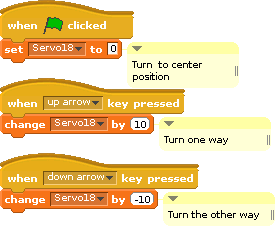 when clicked
set Servo18 to 0
Turn to center
position
when up arrow key pressed
change Servo18 by 10
Turn one way
when down arrow key pressed
change Servo18 by -10
Turn the other way